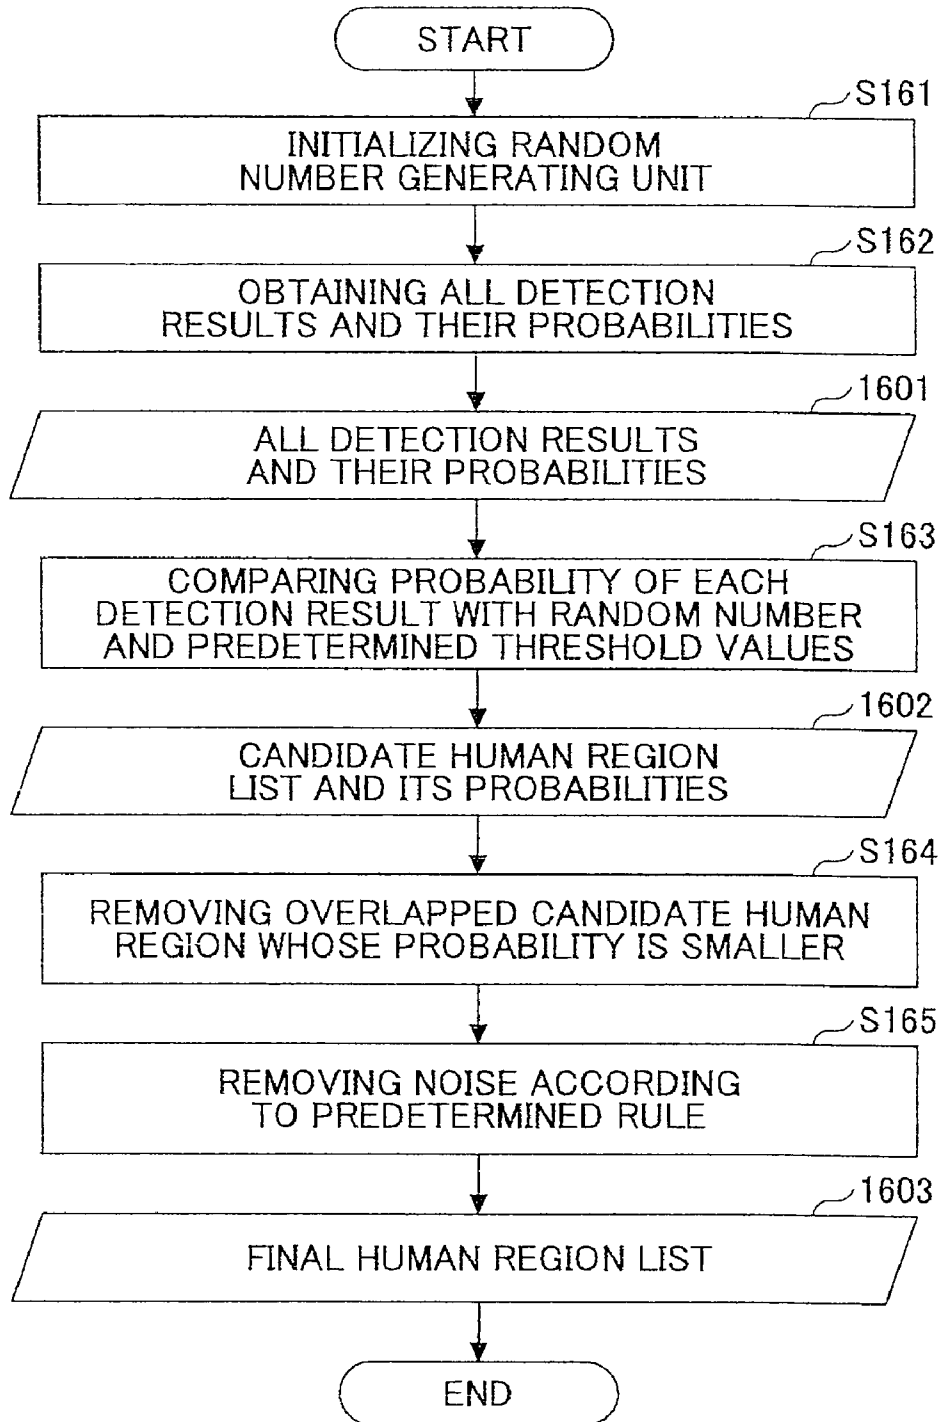 START
S161
INITIALIZING RANDOM
NUMBER GENERATING UNIT
S162
OBTAINING ALL DETECTION
RESULTS AND THEIR PROBABILITIES
1601
ALL DETECTION RESULTS
AND THEIR PROBABILITIES
S163
COMPARING PROBABILITY OF EACH
DETECTION RESULT WITH RANDOM NUMBER
AND PREDETERMINED THRESHOLD VALUES
1602
CANDIDATE HUMAN REGION
LIST AND ITS PROBABILITIES
S164
REMOVING OVERLAPPED CANDIDATE HUMAN
REGION WHOSE PROBABILITY IS SMALLER
S165
REMOVING NOISE ACCORDING
TO PREDETERMINED RULE
1603
FINAL HUMAN REGION LIST
END